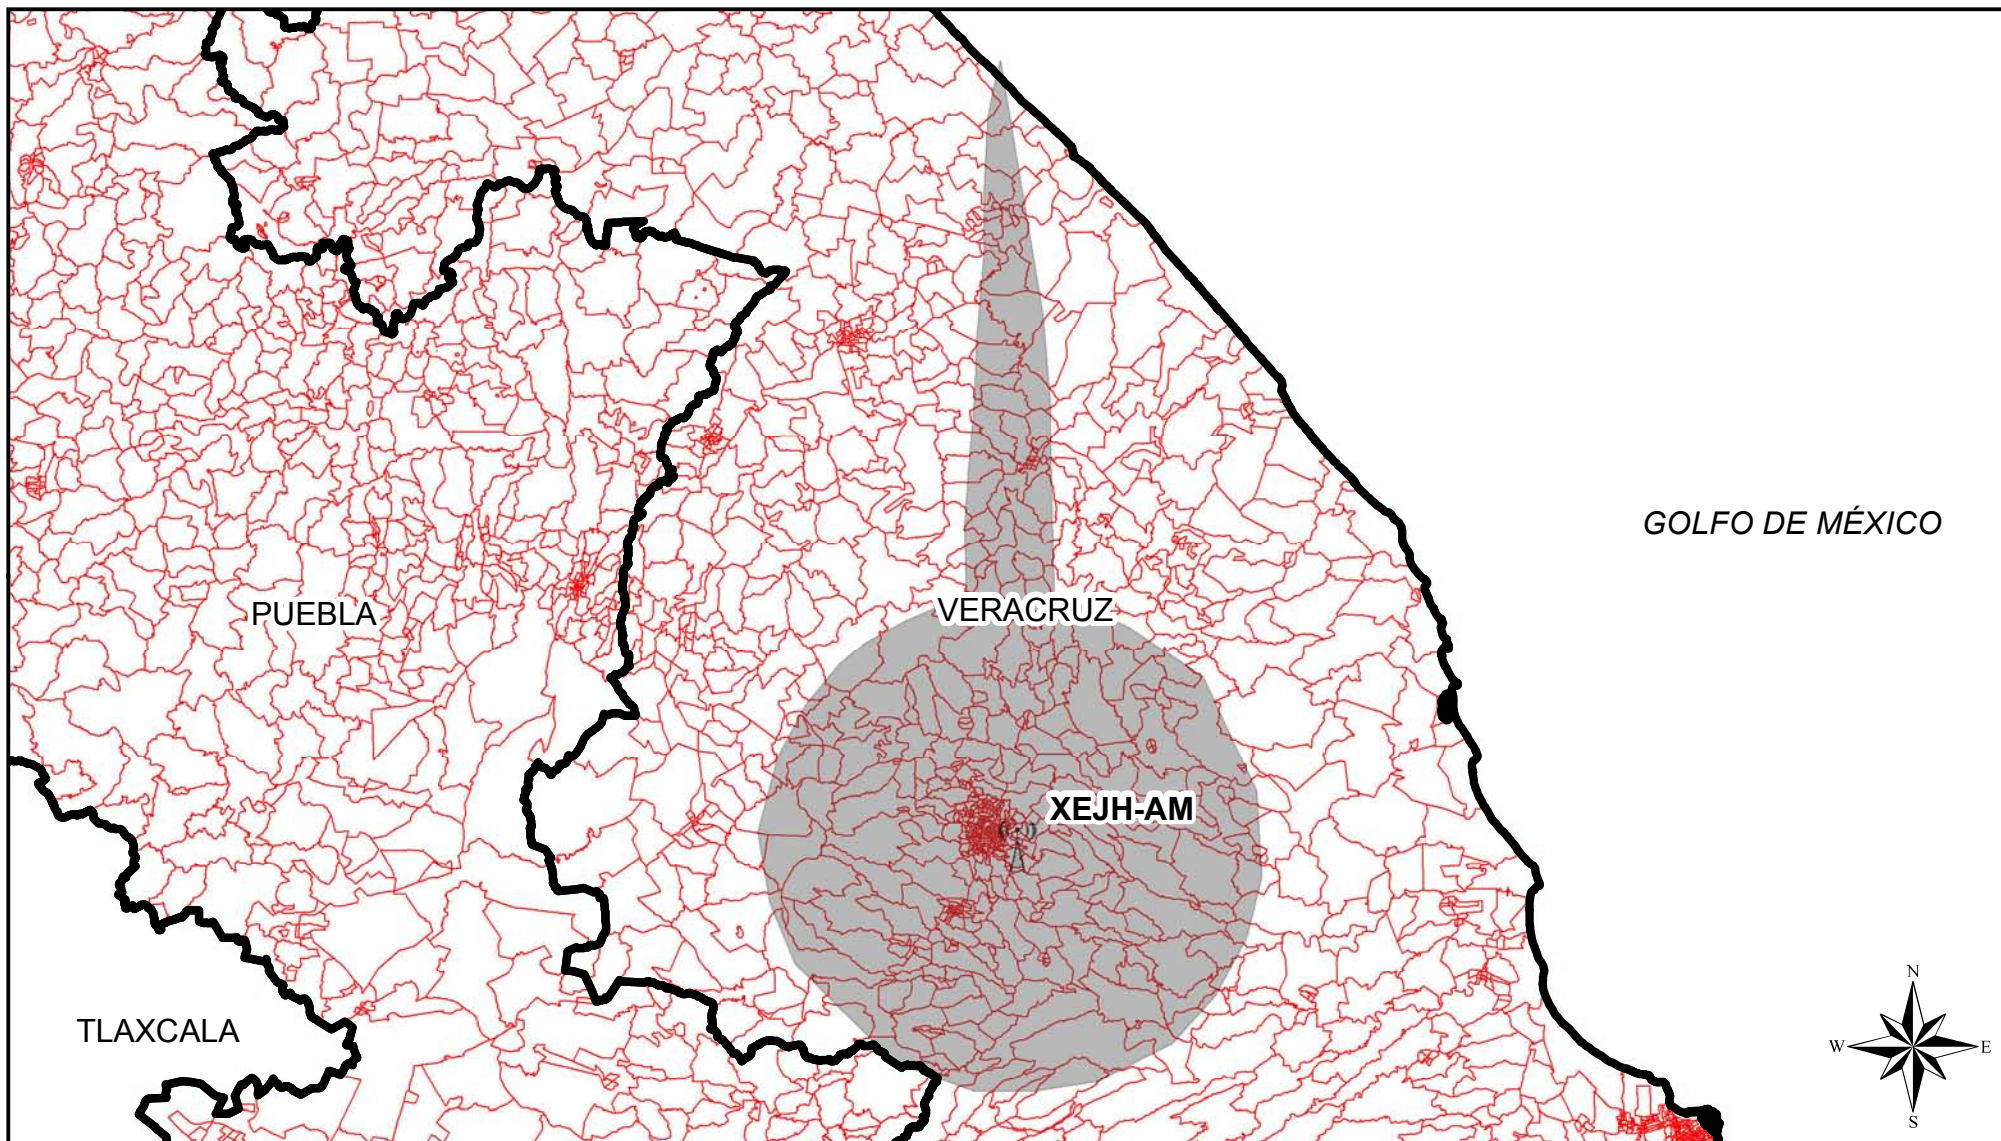 GOLFO DE MÉXICO
PUEBLA
VERACRUZ
XEJH-AM
TLAXCALA
N
W
E
S